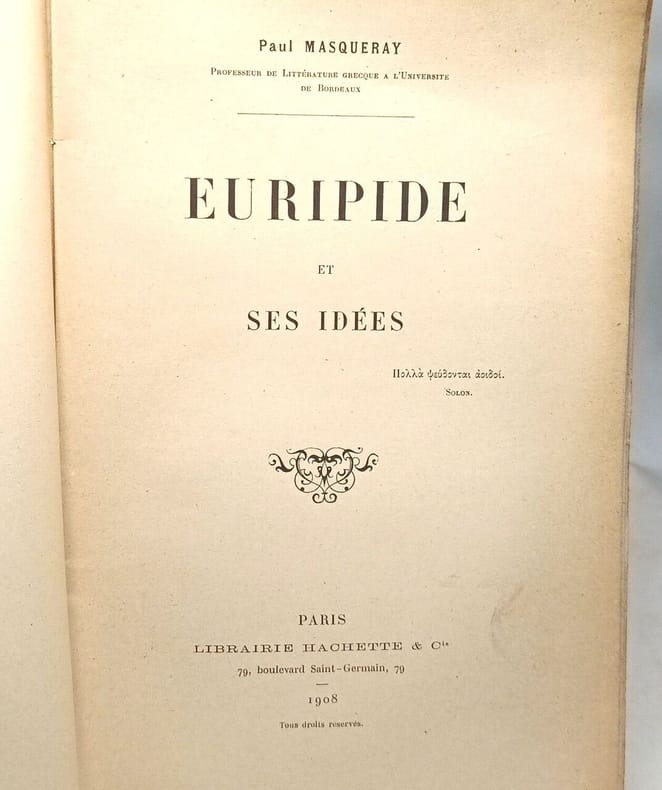 Paul MASQUERAY
PROFESSEUR DE LITTÉRATURE GRECQUE A L'UNIVERSITE
DE BORDEAUX
EURIPIDE
ET
SES IDÉES
Πολλὰ ψεύδονται ἀοιδοί.
SOLON.
PARIS
LIBRAIRIE HACHETTE & Cie
79, boulevard Saint-Germain, 79
1908
Tous droits réservés.